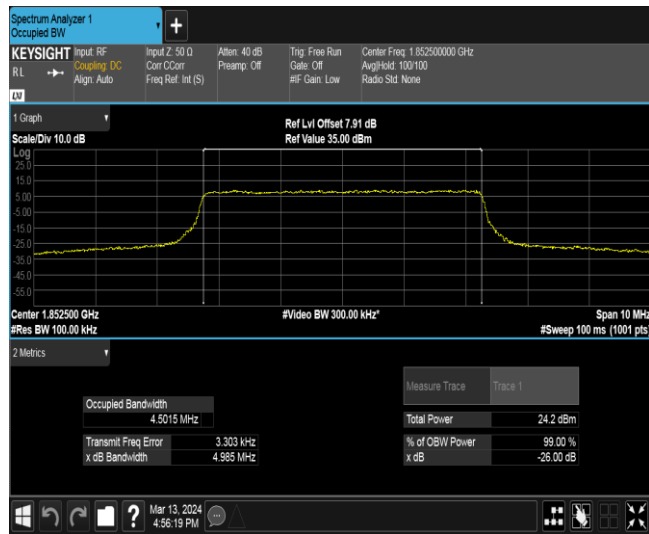 Spectrum Analyzer 1
Occupied BW
+
KEYSIGHT
RL
LXI
Input: RF
Coupling: DC
Align: Auto
Input Z: 50 Ω
Corr CCorr
Freq Ref: Int (S)
Atten: 40 dB
Preamp: Off
Trig: Free Run
Gate: Off
#IF Gain: Low
Center Freq: 1.852500000 GHz
Avg|Hold: 100/100
Radio Std: None
1 Graph
Scale/Div 10.0 dB
Ref Lvl Offset 7.91 dB
Ref Value 35.00 dBm
Log
25.0
15.0
5.00
-5.00
-15.0
-25.0
-35.0
-45.0
-55.0
Center 1.852500 GHz
#Res BW 100.00 kHz
#Video BW 300.00 kHz*
Span 10 MHz
#Sweep 100 ms (1001 pts)
2 Metrics
Measure Trace Trace 1
Occupied Bandwidth
4.5015 MHz
Total Power 24.2 dBm
Transmit Freq Error 3.303 kHz
% of OBW Power 99.00 %
x dB Bandwidth 4.985 MHz
x dB -26.00 dB
?
Mar 13, 2024
4:56:19 PM